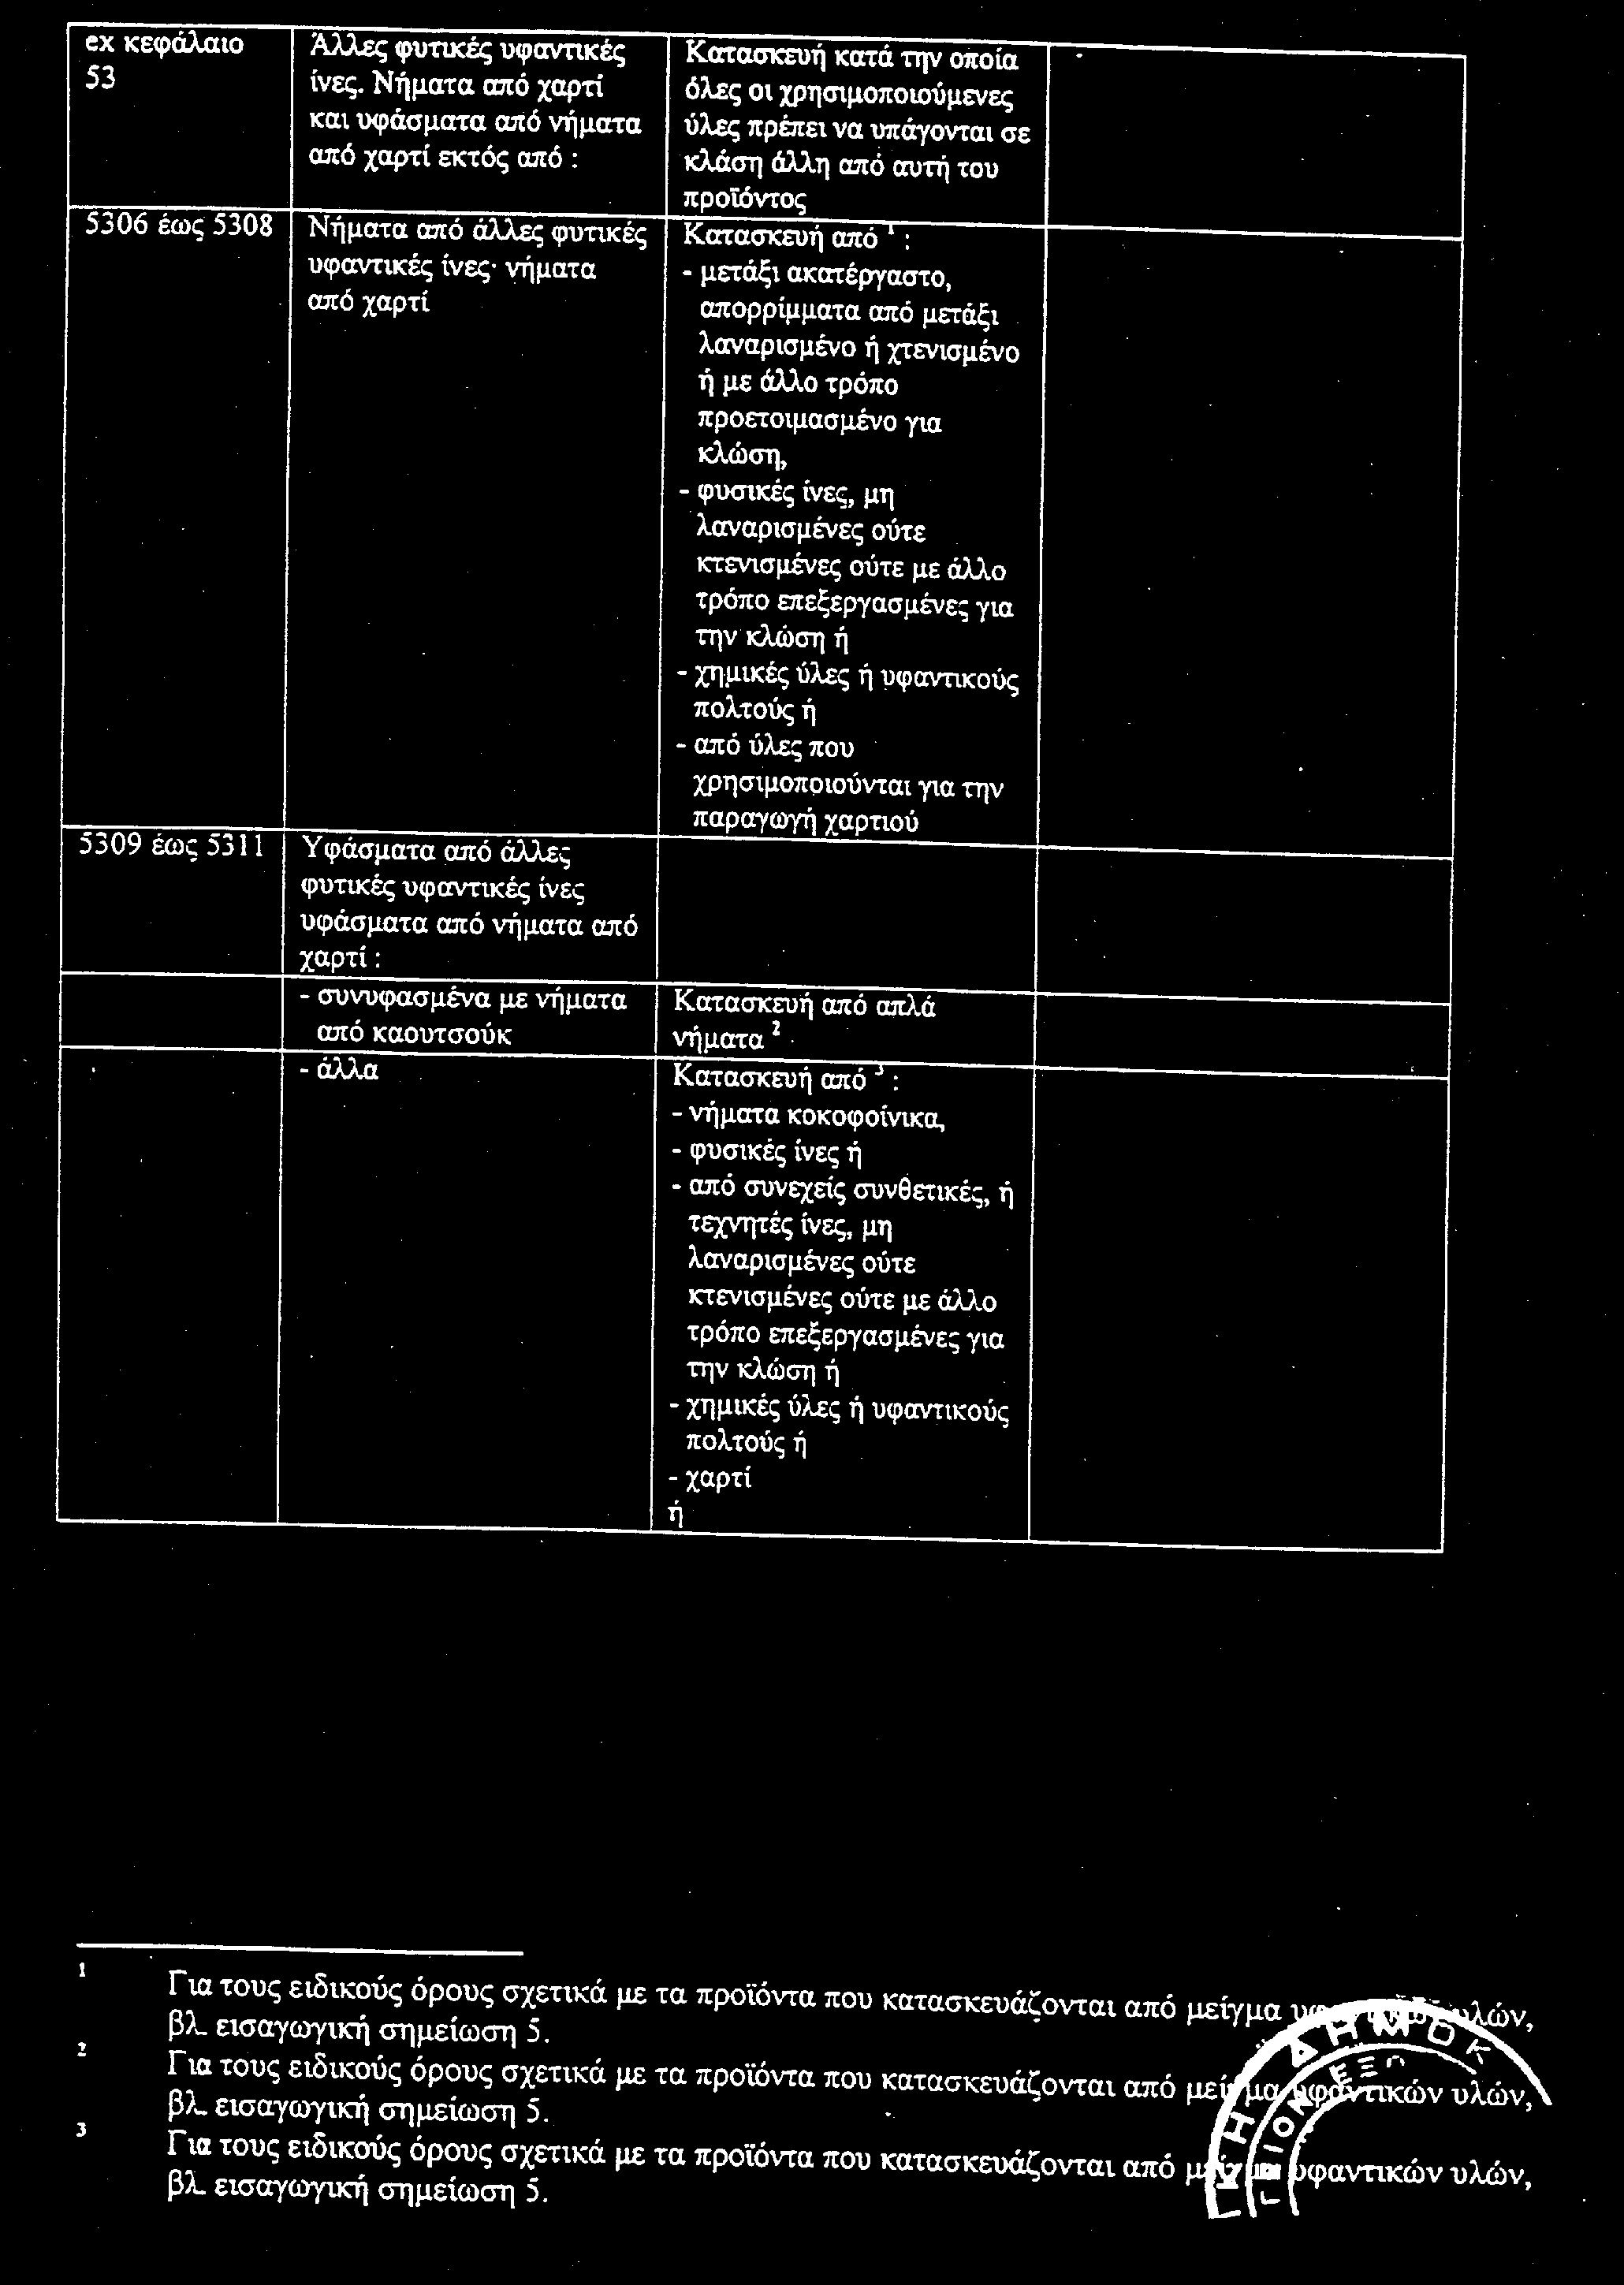 ex κεφάλαιο
53
Άλλες φυτικές υφαντικές
ίνες. Νήματα από χαρτί
και υφάσματα από νήματα
από χαρτί εκτός από :
Κατασκευή κατά την οποία
όλες οι χρησιμοποιούμενες
ύλες πρέπει να υπάγονται σε
κλάση άλλη από αυτή του
προϊόντος
5306 έως 5308
Νήματα από άλλες φυτικές
υφαντικές ίνες· νήματα
από χαρτί
Κατασκευή από ¹ :
- μετάξι ακατέργαστο,
απορρίμματα από μετάξι
λαναρισμένο ή χτενισμένο
ή με άλλο τρόπο
προετοιμασμένο για
κλώση,
- φυσικές ίνες, μη
λαναρισμένες ούτε
κτενισμένες ούτε με άλλο
τρόπο επεξεργασμένες για
την κλώση ή
- χημικές ύλες ή υφαντικούς
πολτούς ή
- από ύλες που
χρησιμοποιούνται για την
παραγωγή χαρτιού
5309 έως 5311
Υφάσματα από άλλες
φυτικές υφαντικές ίνες
υφάσματα από νήματα από
χαρτί :
- συνυφασμένα με νήματα
από καουτσούκ
Κατασκευή από απλά
νήματα ²
- άλλα
Κατασκευή από ³ :
- νήματα κοκοφοίνικα,
- φυσικές ίνες ή
- από συνεχείς συνθετικές, ή
τεχνητές ίνες, μη
λαναρισμένες ούτε
κτενισμένες ούτε με άλλο
τρόπο επεξεργασμένες για
την κλώση ή
- χημικές ύλες ή υφαντικούς
πολτούς ή
- χαρτί
ή
1 Για τους ειδικούς όρους σχετικά με τα προϊόντα που κατασκευάζονται από μείγμα υλών,
βλ. εισαγωγική σημείωση 5.
2 Για τους ειδικούς όρους σχετικά με τα προϊόντα που κατασκευάζονται από μείγμα υφαντικών υλών,
βλ. εισαγωγική σημείωση 5.
3 Για τους ειδικούς όρους σχετικά με τα προϊόντα που κατασκευάζονται από μείγμα υφαντικών υλών,
βλ. εισαγωγική σημείωση 5.
ΚΗ ΔΗΜΟΚ